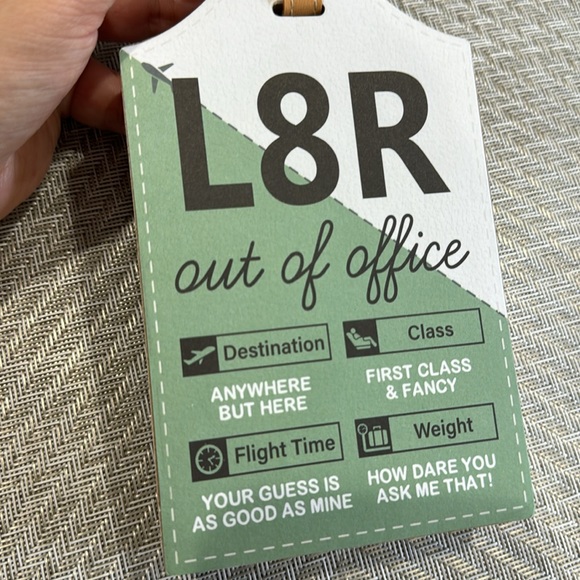 L8R
out of office
Destination
ANYWHERE
BUT HERE
Class
FIRST CLASS
& FANCY
Flight Time
YOUR GUESS IS
AS GOOD AS MINE
Weight
HOW DARE YOU
ASK ME THAT!